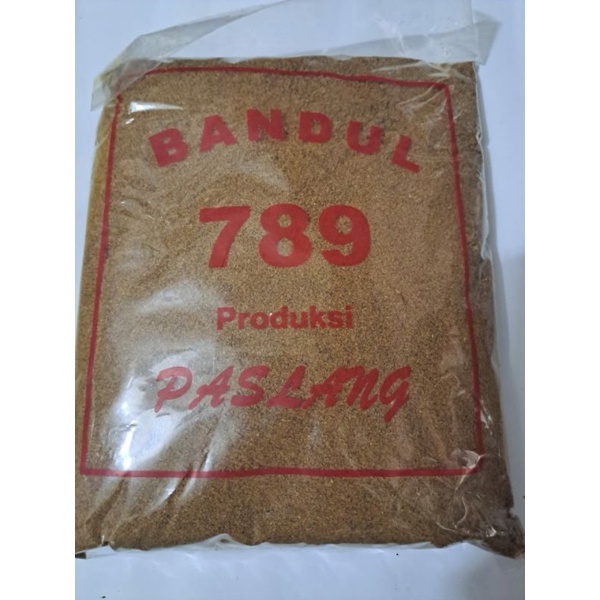 BANDUL
789
Produksi
PASLANG